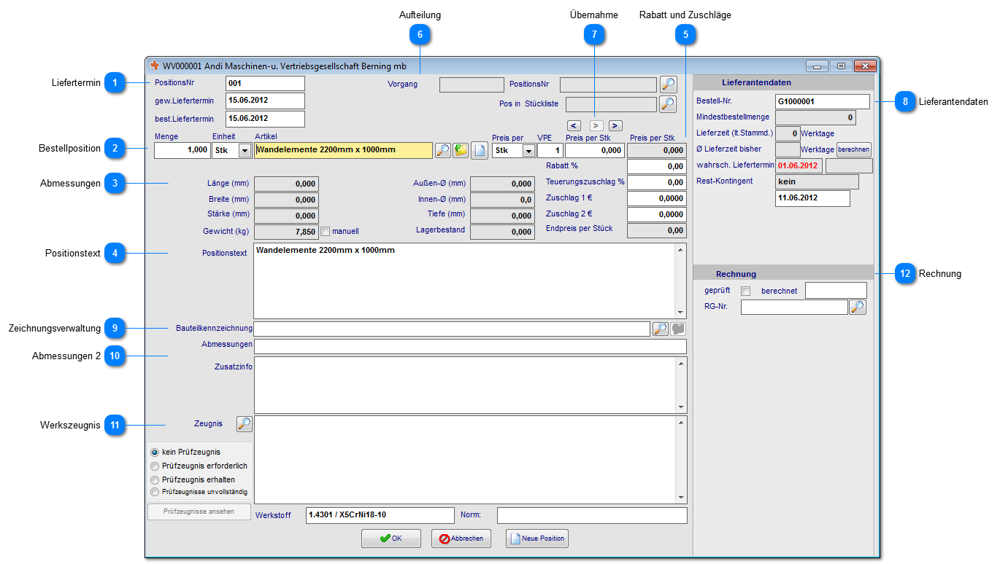 Aufteilung
Übernahme
Rabatt und Zuschläge
6
7
5
WV000001 Andi Maschinen-u. Vertriebsgesellschaft Berning mb
Liefertermin 1
PositionsNr 001
Vorgang PositionsNr
gew.Liefertermin 15.06.2012
Pos in Stückliste
best.Liefertermin 15.06.2012
< > >
Bestellposition 2
Menge Einheit Artikel Preis per VPE Preis per Stk Preis per Stk
1,000 Stk Wandelemente 2200mm x 1000mm Stk 1 0,000 0,000
Rabatt % 0,00
Abmessungen 3
Länge (mm) 0,000 Außen-Ø (mm) 0,000 Teuerungszuschlag % 0,00
Breite (mm) 0,000 Innen-Ø (mm) 0,0 Zuschlag 1 € 0,0000
Stärke (mm) 0,000 Tiefe (mm) 0,000 Zuschlag 2 € 0,0000
Gewicht (kg) 7,850 manuell Lagerbestand 0,000 Endpreis per Stück 0,00
Positionstext 4
Positionstext Wandelemente 2200mm x 1000mm
Zeichnungsverwaltung 9
Bauteilkennzeichnung
Abmessungen 2 10
Abmessungen
Zusatzinfo
Werkszeugnis 11
Zeugnis
kein Prüfzeugnis
Prüfzeugnis erforderlich
Prüfzeugnis erhalten
Prüfzeugnisse unvollständig
Prüfzeugnisse ansehen
Werkstoff 1.4301 / X5CrNi18-10 Norm:
OK Abbrechen Neue Position
Lieferantendaten
8 Lieferantendaten
Bestell-Nr. G1000001
Mindestbestellmenge 0
Lieferzeit (lt.Stammd.) 0 Werktage
Ø Lieferzeit bisher Werktage berechnen
wahrsch. Liefertermin 01.06.2012
Rest-Kontingent kein
11.06.2012
Rechnung
12 Rechnung
geprüft berechnet
RG-Nr.